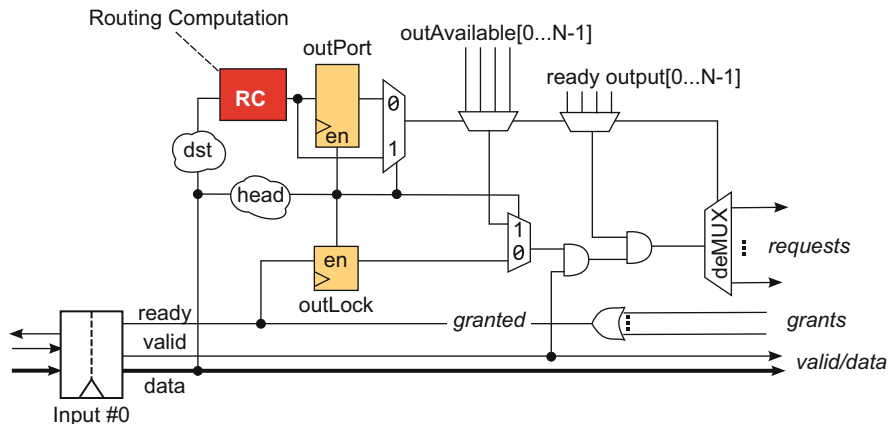 Routing Computation
outPort
outAvailable[0...N-1]
ready output[0...N-1]
RC
0
en
1
dst
head
1
0
en
outLock
deMUX
requests
ready
granted
grants
valid
valid/data
data
Input #0